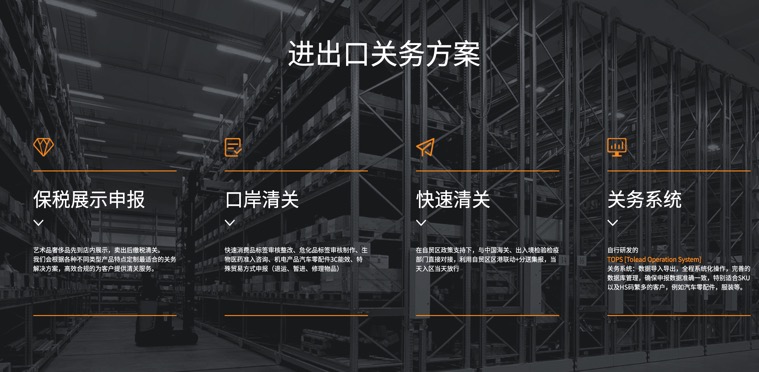 进出口关务方案
保税展示申报
艺术品奢侈品先到店内展示，卖出后缴税清关。
我们会根据各种不同类型产品特点定制最适合的关务
解决方案，高效合规的为客户提供清关服务。
口岸清关
快速消费品标签审核整改、危化品标签审核制作、生
物医药准入咨询、机电产品汽车零配件3C能效、特
殊贸易方式申报（退运、暂进、修理物品）
快速清关
在自贸区政策支持下，与中国海关、出入境检验检疫
部门直接对接，利用自贸区区港联动+分送集报，当
天入区当天放行
关务系统
自行研发的
TOPS [Tolead Operation System]
关务系统：数据导入导出，全程系统化操作，完善的
数据库管理，确保申报数据准确一致，特别适合SKU
以及HS码繁多的客户，例如汽车零配件，服装等。